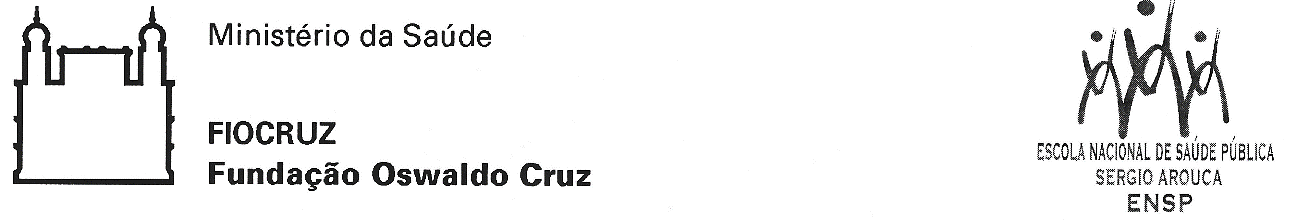 Ministério da Saúde
FIOCRUZ
Fundação Oswaldo Cruz
ESCOLA NACIONAL DE SAÚDE PÚBLICA
SERGIO AROUCA
ENSP